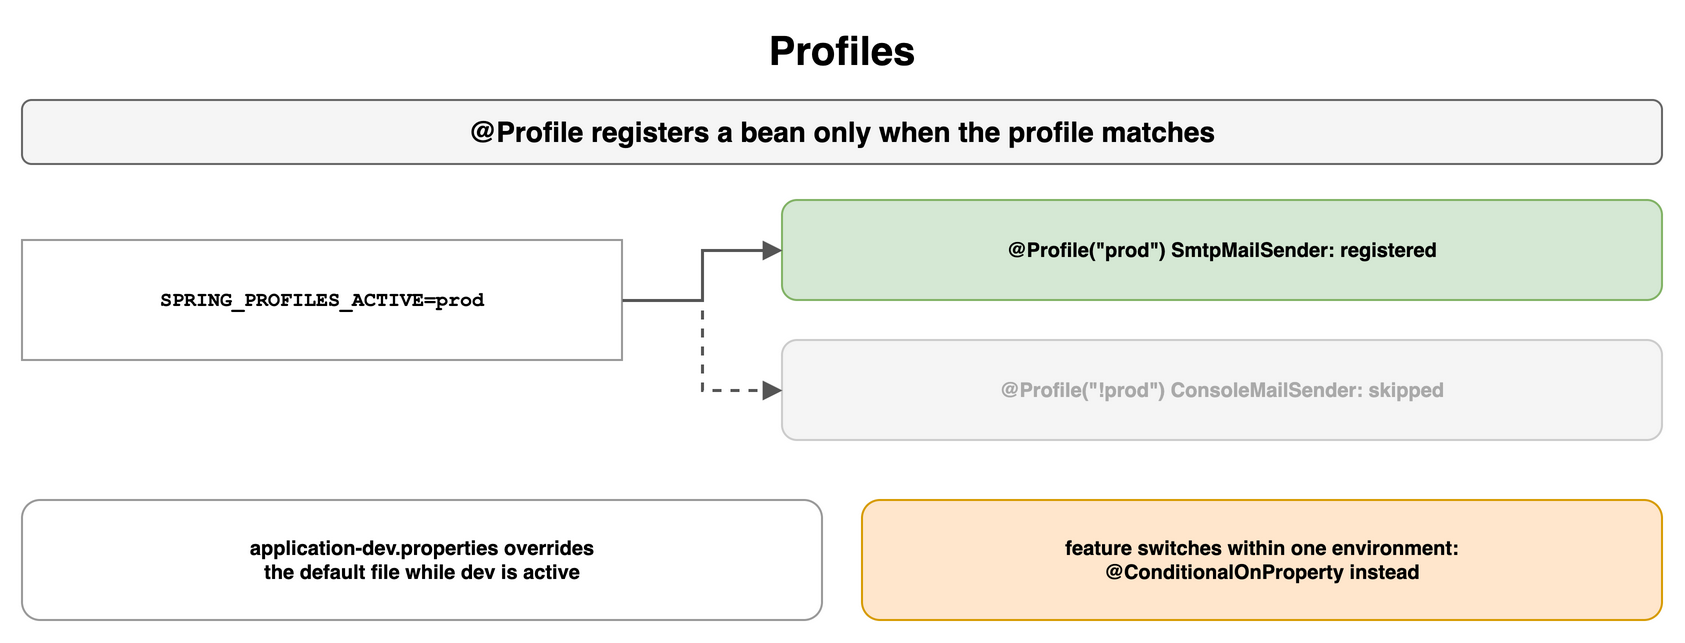 Profiles
@Profile registers a bean only when the profile matches
@Profile("prod") SmtpMailSender: registered
SPRING_PROFILES_ACTIVE=prod
@Profile("!prod") ConsoleMailSender: skipped
application-dev.properties overrides
the default file while dev is active
feature switches within one environment:
@ConditionalOnProperty instead